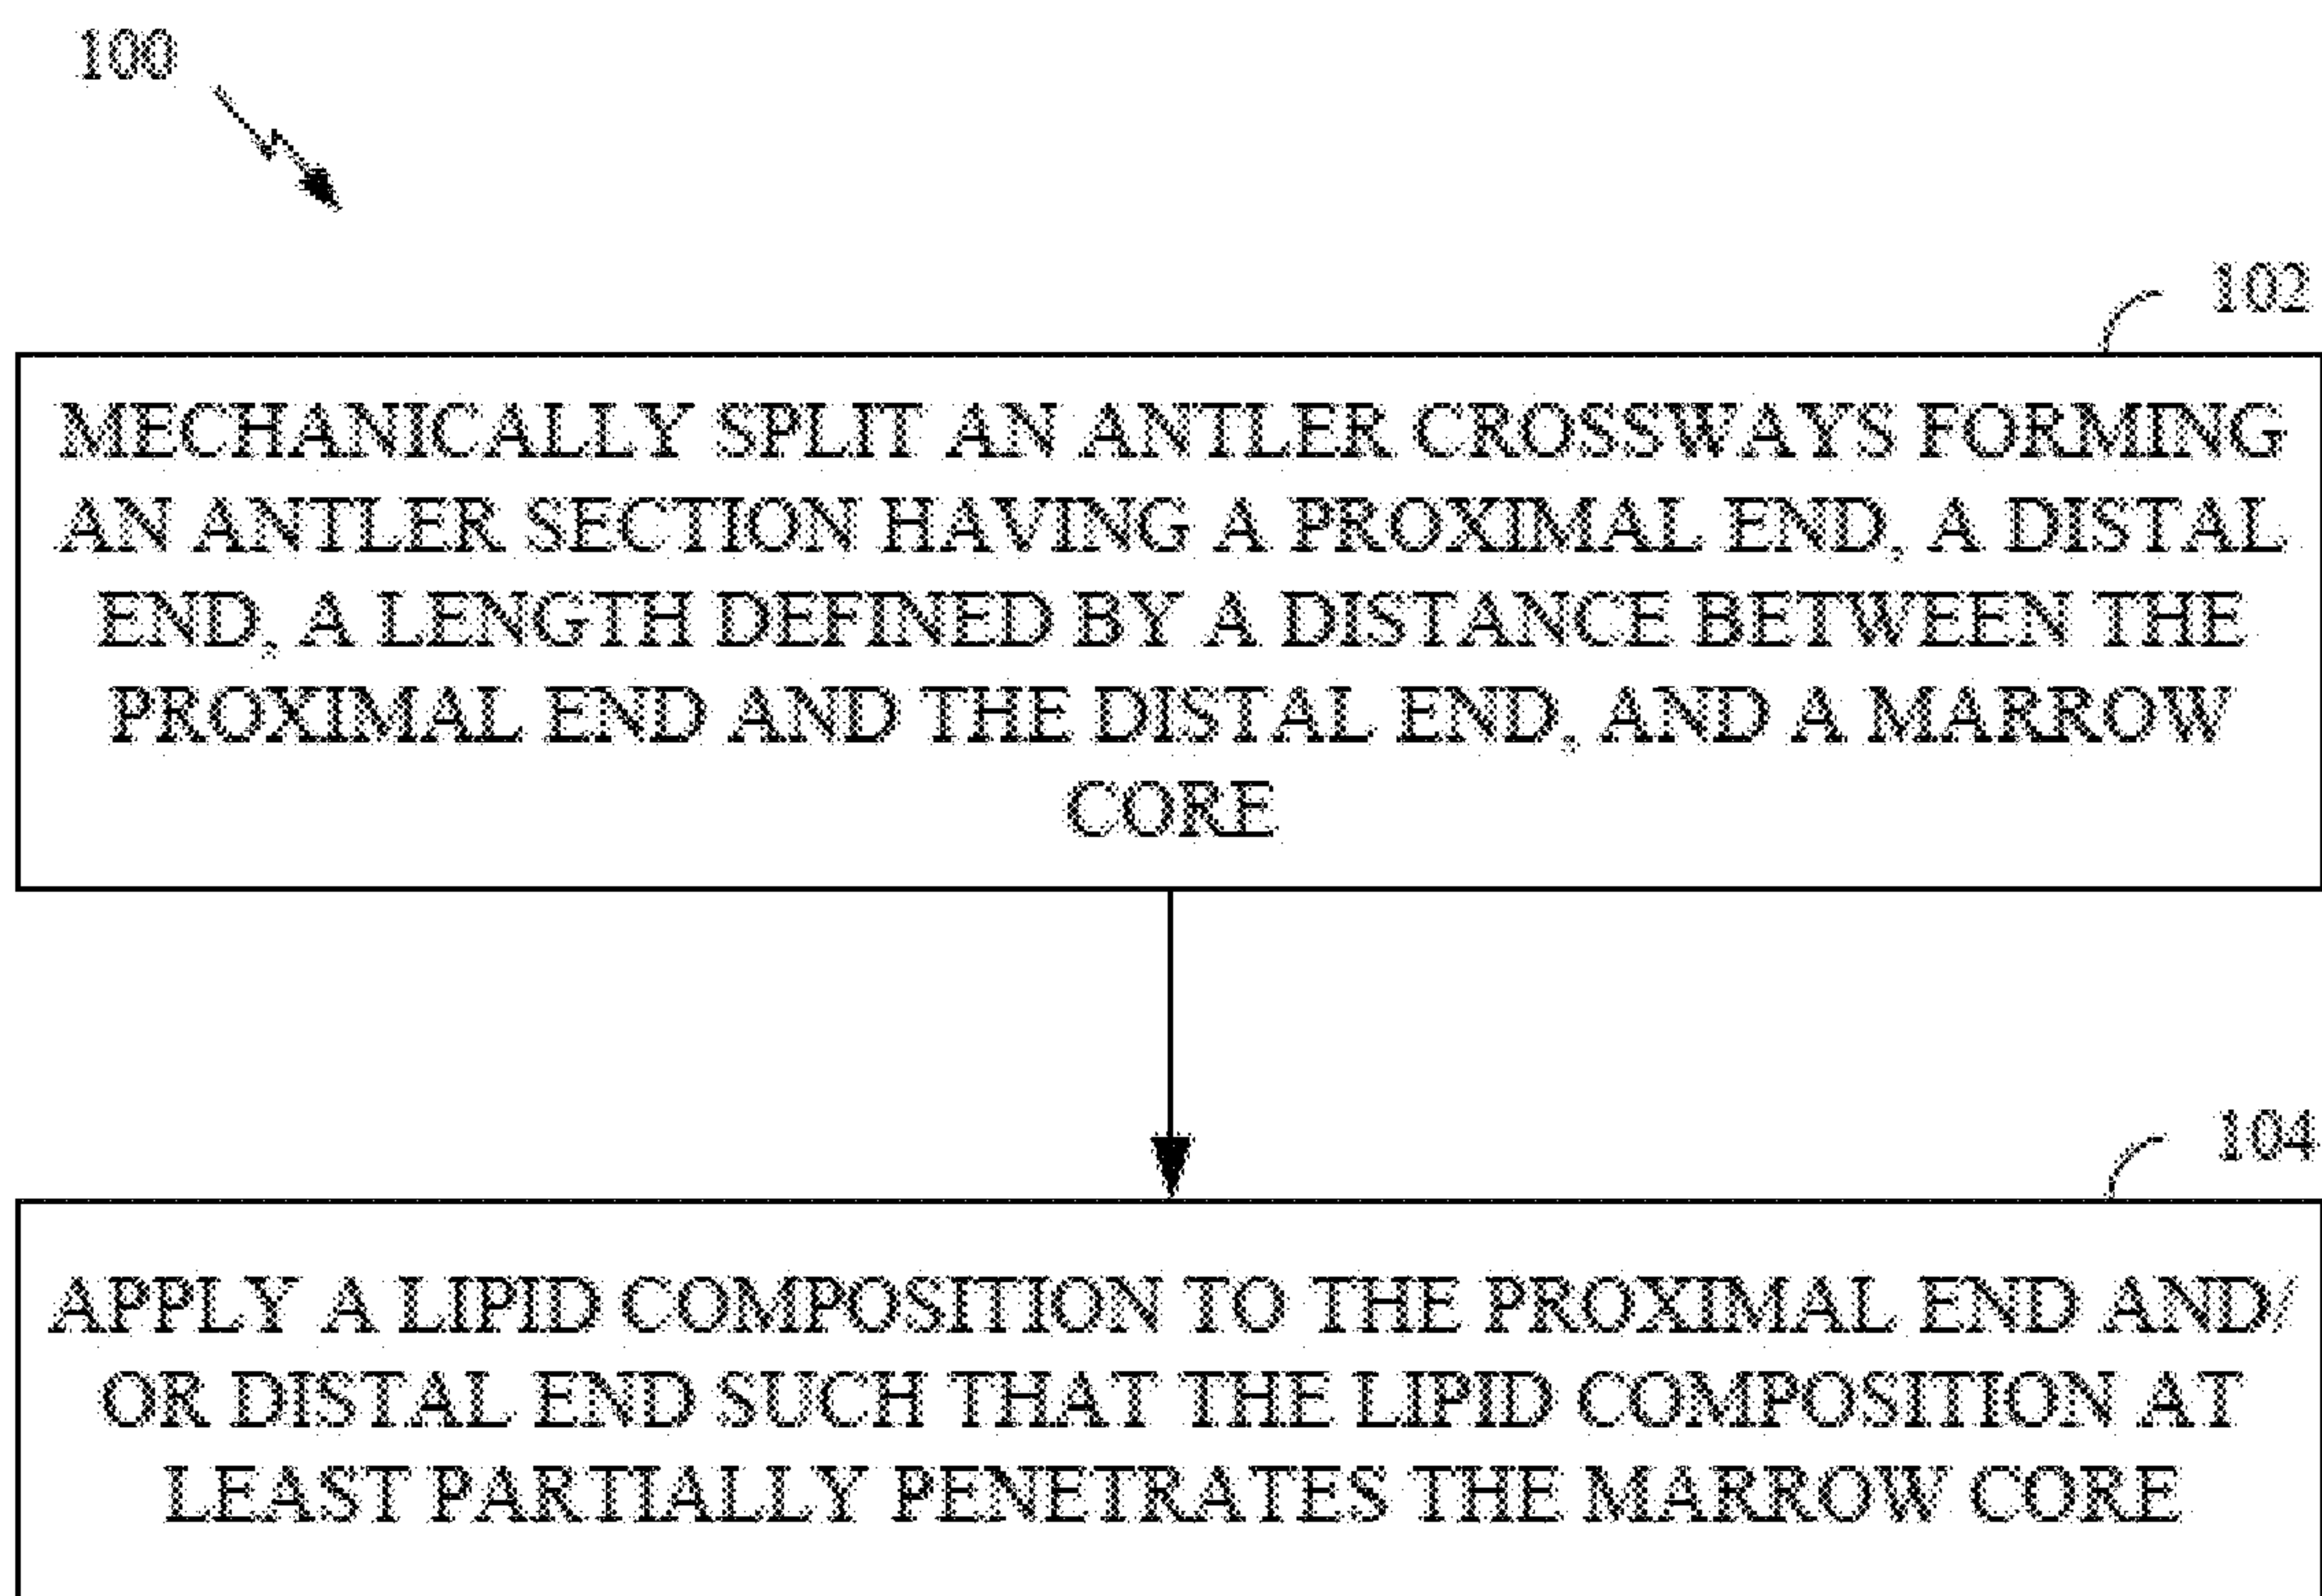 100
102
MECHANICALLY SPLIT AN ANTLER CROSSWAYS FORMING
AN ANTLER SECTION HAVING A PROXIMAL END, A DISTAL
END, A LENGTH DEFINED BY A DISTANCE BETWEEN THE
PROXIMAL END AND THE DISTAL END, AND A MARROW
CORE
104
APPLY A LIPID COMPOSITION TO THE PROXIMAL END AND/
OR DISTAL END SUCH THAT THE LIPID COMPOSITION AT
LEAST PARTIALLY PENETRATES THE MARROW CORE